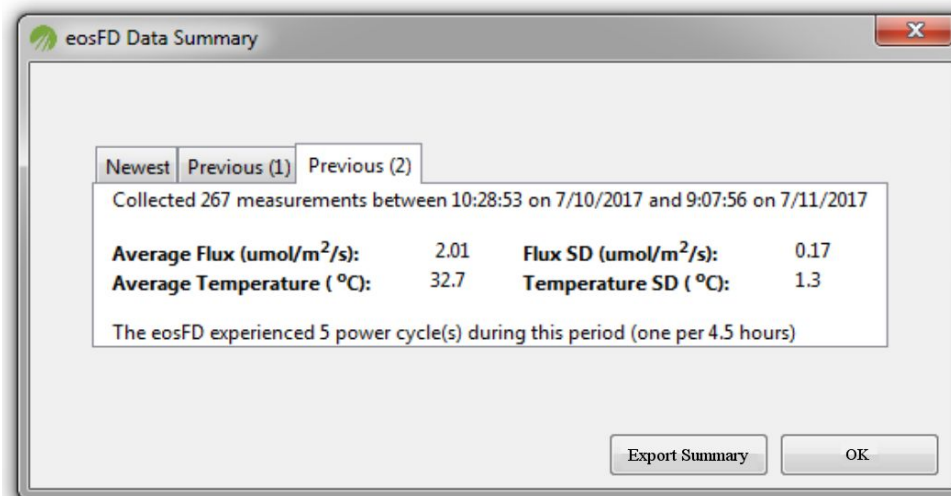 eosFD Data Summary
Newest Previous (1) Previous (2)
Collected 267 measurements between 10:28:53 on 7/10/2017 and 9:07:56 on 7/11/2017
Average Flux (umol/m²/s): 2.01 Flux SD (umol/m²/s): 0.17
Average Temperature ( ºC): 32.7 Temperature SD ( ºC): 1.3
The eosFD experienced 5 power cycle(s) during this period (one per 4.5 hours)
Export Summary OK